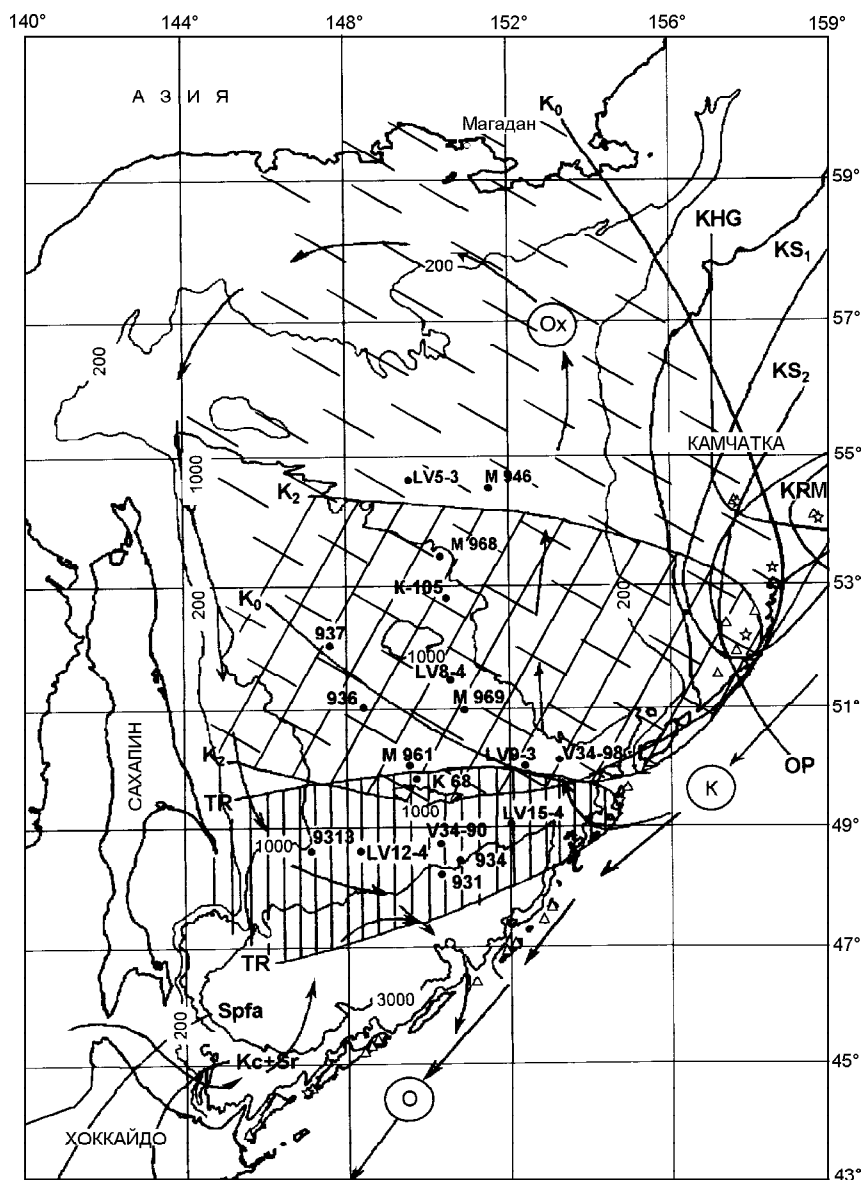 140° 144° 148° 152° 156° 159°
А З И Я
K₀
Магадан
59°
KHG
KS₁
200
Ox
57°
200
KS₂
КАМЧАТКА
55°
1000
LV5-3
M 946
K₂
KRM
M 968
53°
K-105
200
200
K₀
937
1000
LV8-4
936
M 969
51°
САХАПИН
K₂
M 961
LV9-3
V34-98
OP
K
TR
K 68
1000
LV15-4
49°
9313
V34-90
1000
LV12-4
934
931
47°
TR
Spfa
3000
200
Kc+Sr
45°
O
ХОККАЙДО
43°